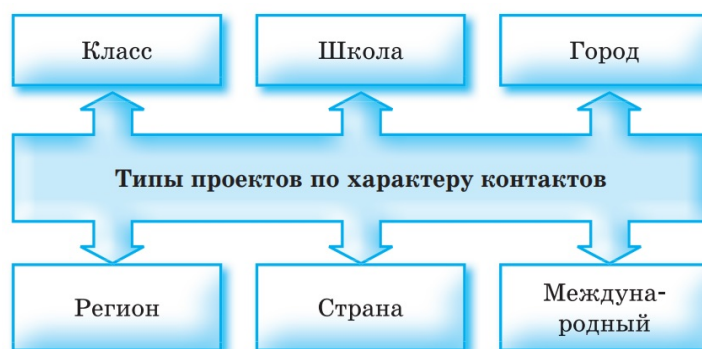 Класс
Школа
Город
Типы проектов по характеру контактов
Регион
Страна
Междуна-
родный